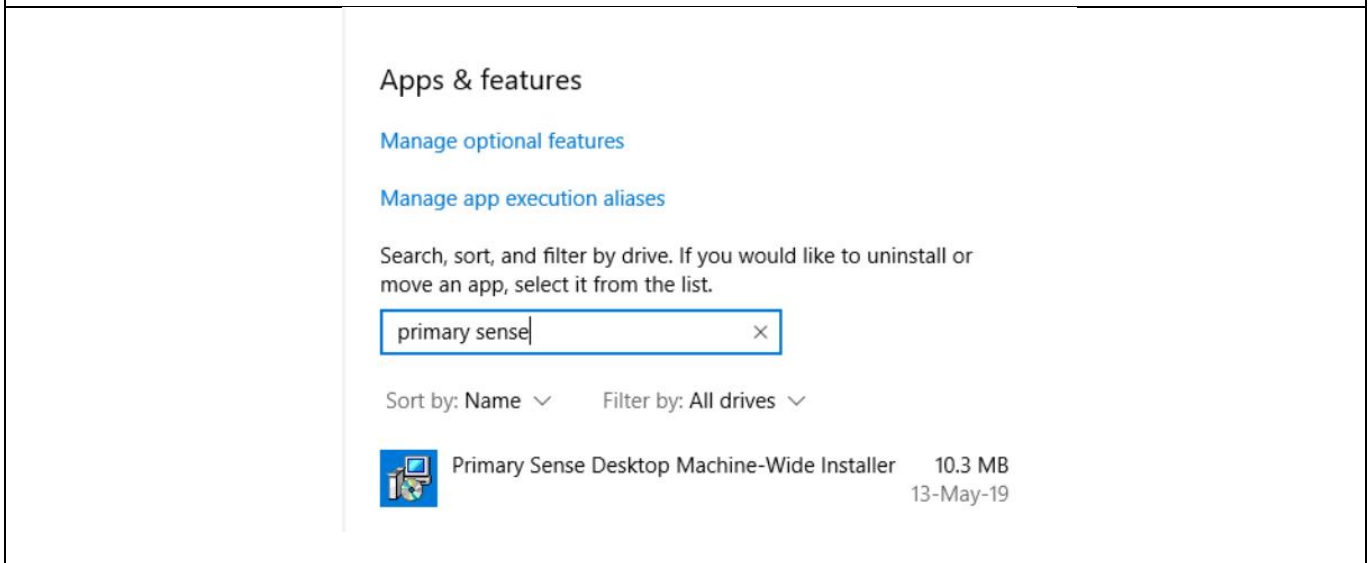 Apps & features
Manage optional features
Manage app execution aliases
Search, sort, and filter by drive. If you would like to uninstall or
move an app, select it from the list.
primary sense
Sort by: Name Filter by: All drives
Primary Sense Desktop Machine-Wide Installer 10.3 MB
13-May-19